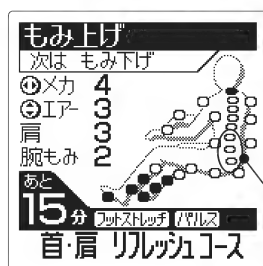 もみ上げ
次は もみ下げ
メカ 4
エアー 3
肩 3
腕もみ 2
あと
15分 フットストレッチ パルス
首・肩 リフレッシュコース